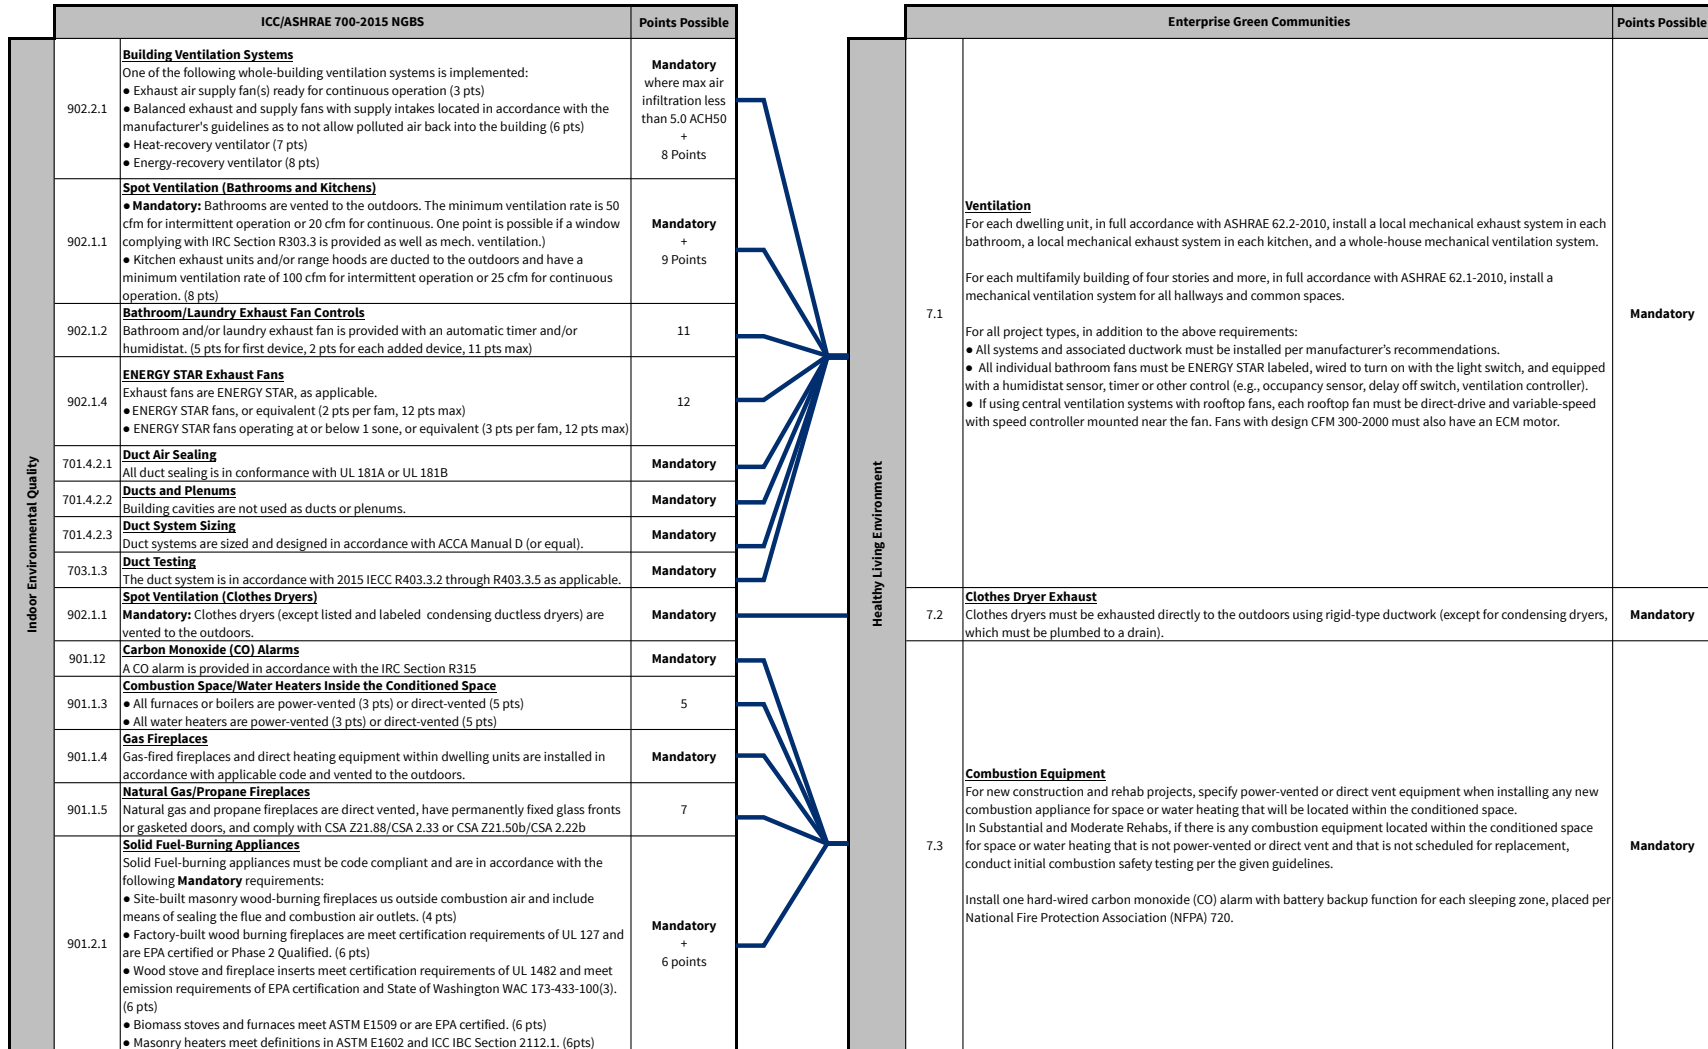 ICC/ASHRAE 700-2015 NGBS
Points Possible
Indoor Environmental Quality
902.2.1
Building Ventilation Systems
One of the following whole-building ventilation systems is implemented:
● Exhaust air supply fan(s) ready for continuous operation (3 pts)
● Balanced exhaust and supply fans with supply intakes located in accordance with the
manufacturer's guidelines as to not allow polluted air back into the building (6 pts)
● Heat-recovery ventilator (7 pts)
● Energy-recovery ventilator (8 pts)
Mandatory
where max air
infiltration less
than 5.0 ACH50
+
8 Points
902.1.1
Spot Ventilation (Bathrooms and Kitchens)
● Mandatory: Bathrooms are vented to the outdoors. The minimum ventilation rate is 50
cfm for intermittent operation or 20 cfm for continuous. One point is possible if a window
complying with IRC Section R303.3 is provided as well as mech. ventilation.)
● Kitchen exhaust units and/or range hoods are ducted to the outdoors and have a
minimum ventilation rate of 100 cfm for intermittent operation or 25 cfm for continuous
operation. (8 pts)
Mandatory
+
9 Points
902.1.2
Bathroom/Laundry Exhaust Fan Controls
Bathroom and/or laundry exhaust fan is provided with an automatic timer and/or
humidistat. (5 pts for first device, 2 pts for each added device, 11 pts max)
11
902.1.4
ENERGY STAR Exhaust Fans
Exhaust fans are ENERGY STAR, as applicable.
● ENERGY STAR fans, or equivalent (2 pts per fam, 12 pts max)
● ENERGY STAR fans operating at or below 1 sone, or equivalent (3 pts per fam, 12 pts max)
12
701.4.2.1
Duct Air Sealing
All duct sealing is in conformance with UL 181A or UL 181B
Mandatory
701.4.2.2
Ducts and Plenums
Building cavities are not used as ducts or plenums.
Mandatory
701.4.2.3
Duct System Sizing
Duct systems are sized and designed in accordance with ACCA Manual D (or equal).
Mandatory
703.1.3
Duct Testing
The duct system is in accordance with 2015 IECC R403.3.2 through R403.3.5 as applicable.
Mandatory
902.1.1
Spot Ventilation (Clothes Dryers)
Mandatory: Clothes dryers (except listed and labeled condensing ductless dryers) are
vented to the outdoors.
Mandatory
901.12
Carbon Monoxide (CO) Alarms
A CO alarm is provided in accordance with the IRC Section R315
Mandatory
901.1.3
Combustion Space/Water Heaters Inside the Conditioned Space
● All furnaces or boilers are power-vented (3 pts) or direct-vented (5 pts)
● All water heaters are power-vented (3 pts) or direct-vented (5 pts)
5
901.1.4
Gas Fireplaces
Gas-fired fireplaces and direct heating equipment within dwelling units are installed in
accordance with applicable code and vented to the outdoors.
Mandatory
901.1.5
Natural Gas/Propane Fireplaces
Natural gas and propane fireplaces are direct vented, have permanently fixed glass fronts
or gasketed doors, and comply with CSA Z21.88/CSA 2.33 or CSA Z21.50b/CSA 2.22b
7
901.2.1
Solid Fuel-Burning Appliances
Solid Fuel-burning appliances must be code compliant and are in accordance with the
following Mandatory requirements:
● Site-built masonry wood-burning fireplaces us outside combustion air and include
means of sealing the flue and combustion air outlets. (4 pts)
● Factory-built wood burning fireplaces are meet certification requirements of UL 127 and
are EPA certified or Phase 2 Qualified. (6 pts)
● Wood stove and fireplace inserts meet certification requirements of UL 1482 and meet
emission requirements of EPA certification and State of Washington WAC 173-433-100(3).
(6 pts)
● Biomass stoves and furnaces meet ASTM E1509 or are EPA certified. (6 pts)
● Masonry heaters meet definitions in ASTM E1602 and ICC IBC Section 2112.1. (6pts)
Mandatory
+
6 points
Enterprise Green Communities
Points Possible
Healthy Living Environment
7.1
Ventilation
For each dwelling unit, in full accordance with ASHRAE 62.2-2010, install a local mechanical exhaust system in each
bathroom, a local mechanical exhaust system in each kitchen, and a whole-house mechanical ventilation system.
For each multifamily building of four stories and more, in full accordance with ASHRAE 62.1-2010, install a
mechanical ventilation system for all hallways and common spaces.
For all project types, in addition to the above requirements:
● All systems and associated ductwork must be installed per manufacturer's recommendations.
● All individual bathroom fans must be ENERGY STAR labeled, wired to turn on with the light switch, and equipped
with a humidistat sensor, timer or other control (e.g., occupancy sensor, delay off switch, ventilation controller).
● If using central ventilation systems with rooftop fans, each rooftop fan must be direct-drive and variable-speed
with speed controller mounted near the fan. Fans with design CFM 300-2000 must also have an ECM motor.
Mandatory
7.2
Clothes Dryer Exhaust
Clothes dryers must be exhausted directly to the outdoors using rigid-type ductwork (except for condensing dryers,
which must be plumbed to a drain).
Mandatory
7.3
Combustion Equipment
For new construction and rehab projects, specify power-vented or direct vent equipment when installing any new
combustion appliance for space or water heating that will be located within the conditioned space.
In Substantial and Moderate Rehabs, if there is any combustion equipment located within the conditioned space
for space or water heating that is not power-vented or direct vent and that is not scheduled for replacement,
conduct initial combustion safety testing per the given guidelines.
Install one hard-wired carbon monoxide (CO) alarm with battery backup function for each sleeping zone, placed per
National Fire Protection Association (NFPA) 720.
Mandatory